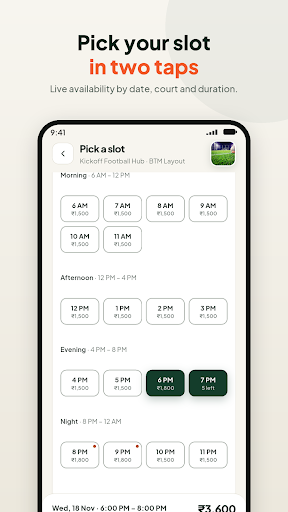 Pick your slot
in two taps
Live availability by date, court and duration.
9:41
Pick a slot
Kickoff Football Hub · BTM Layout
Morning · 6 AM – 12 PM
6 AM 7 AM 8 AM 9 AM
₹1,500 ₹1,500 ₹1,500 ₹1,500
10 AM 11 AM
₹1,500 ₹1,500
Afternoon · 12 PM – 4 PM
12 PM 1 PM 2 PM 3 PM
₹1,500 ₹1,500 ₹1,500 ₹1,500
Evening · 4 PM – 8 PM
4 PM 5 PM 6 PM 7 PM
₹1,500 ₹1,500 ₹1,800 5 left
Night · 8 PM – 12 AM
8 PM 9 PM 10 PM 11 PM
₹1,800 ₹1,800 ₹1,500 ₹1,500
Wed, 18 Nov · 6:00 PM – 8:00 PM ₹3,600